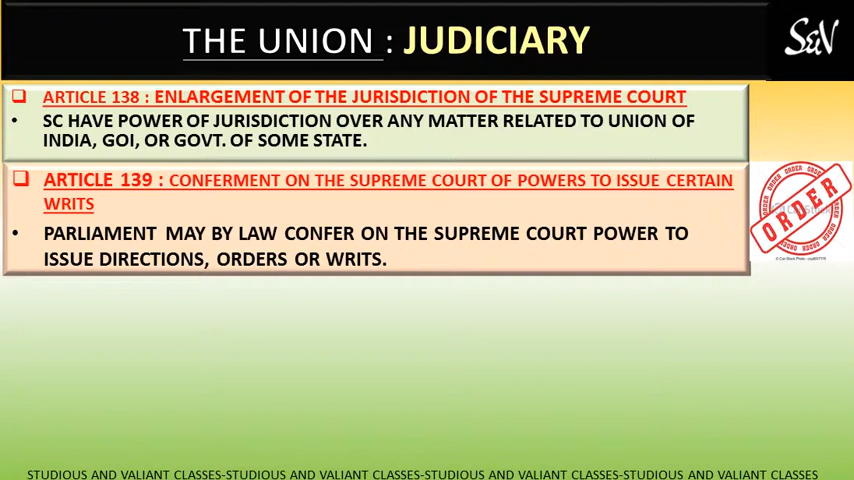 THE UNION : JUDICIARY
S&V
❑ ARTICLE 138 : ENLARGEMENT OF THE JURISDICTION OF THE SUPREME COURT
• SC HAVE POWER OF JURISDICTION OVER ANY MATTER RELATED TO UNION OF
INDIA, GOI, OR GOVT. OF SOME STATE.
❑ ARTICLE 139 : CONFERMENT ON THE SUPREME COURT OF POWERS TO ISSUE CERTAIN
WRITS
• PARLIAMENT MAY BY LAW CONFER ON THE SUPREME COURT POWER TO
ISSUE DIRECTIONS, ORDERS OR WRITS.
ORDER ORDER ORDER
ORDER
STUDIOUS AND VALIANT CLASSES-STUDIOUS AND VALIANT CLASSES-STUDIOUS AND VALIANT CLASSES-STUDIOUS AND VALIANT CLASSES